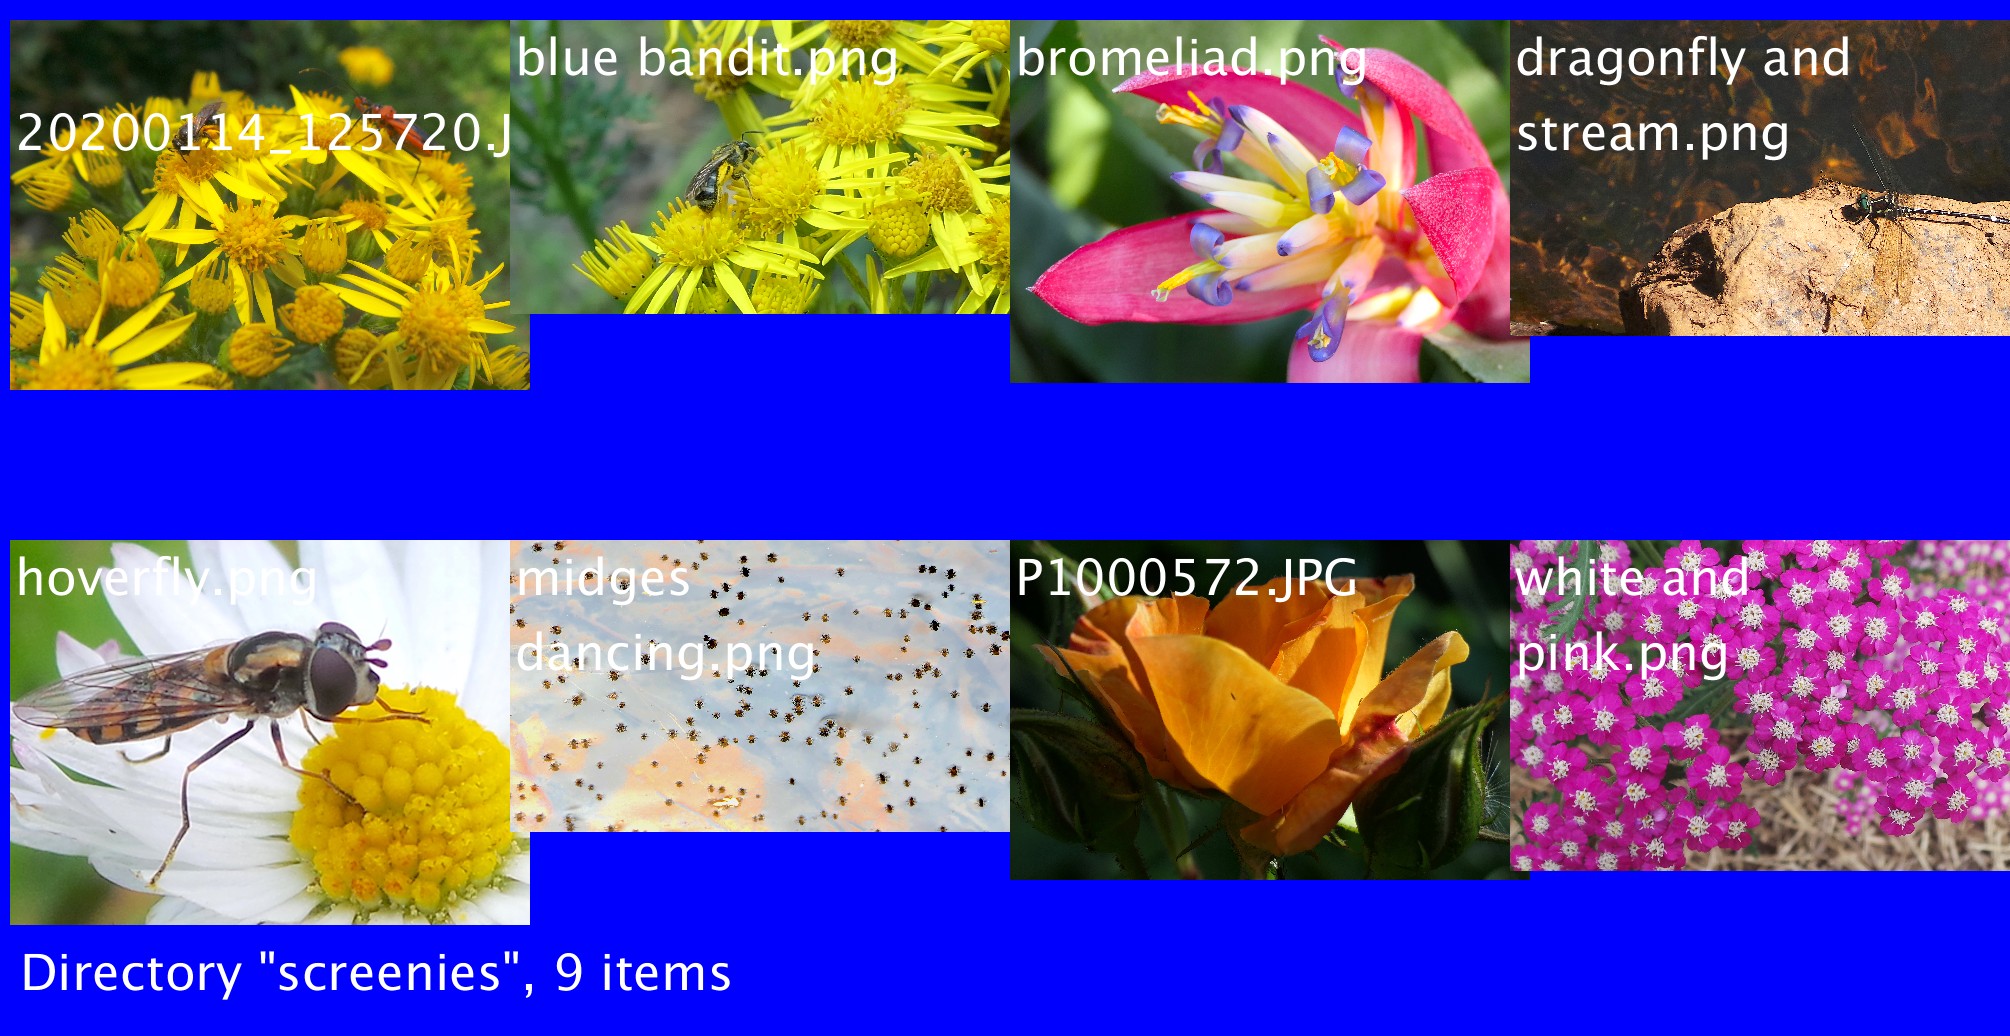 20200114_125720.J
blue bandit.png
bromeliad.png
dragonfly and
stream.png
hoverfly.png
midges
dancing.png
P1000572.JPG
white and
pink.png
Directory "screenies", 9 items